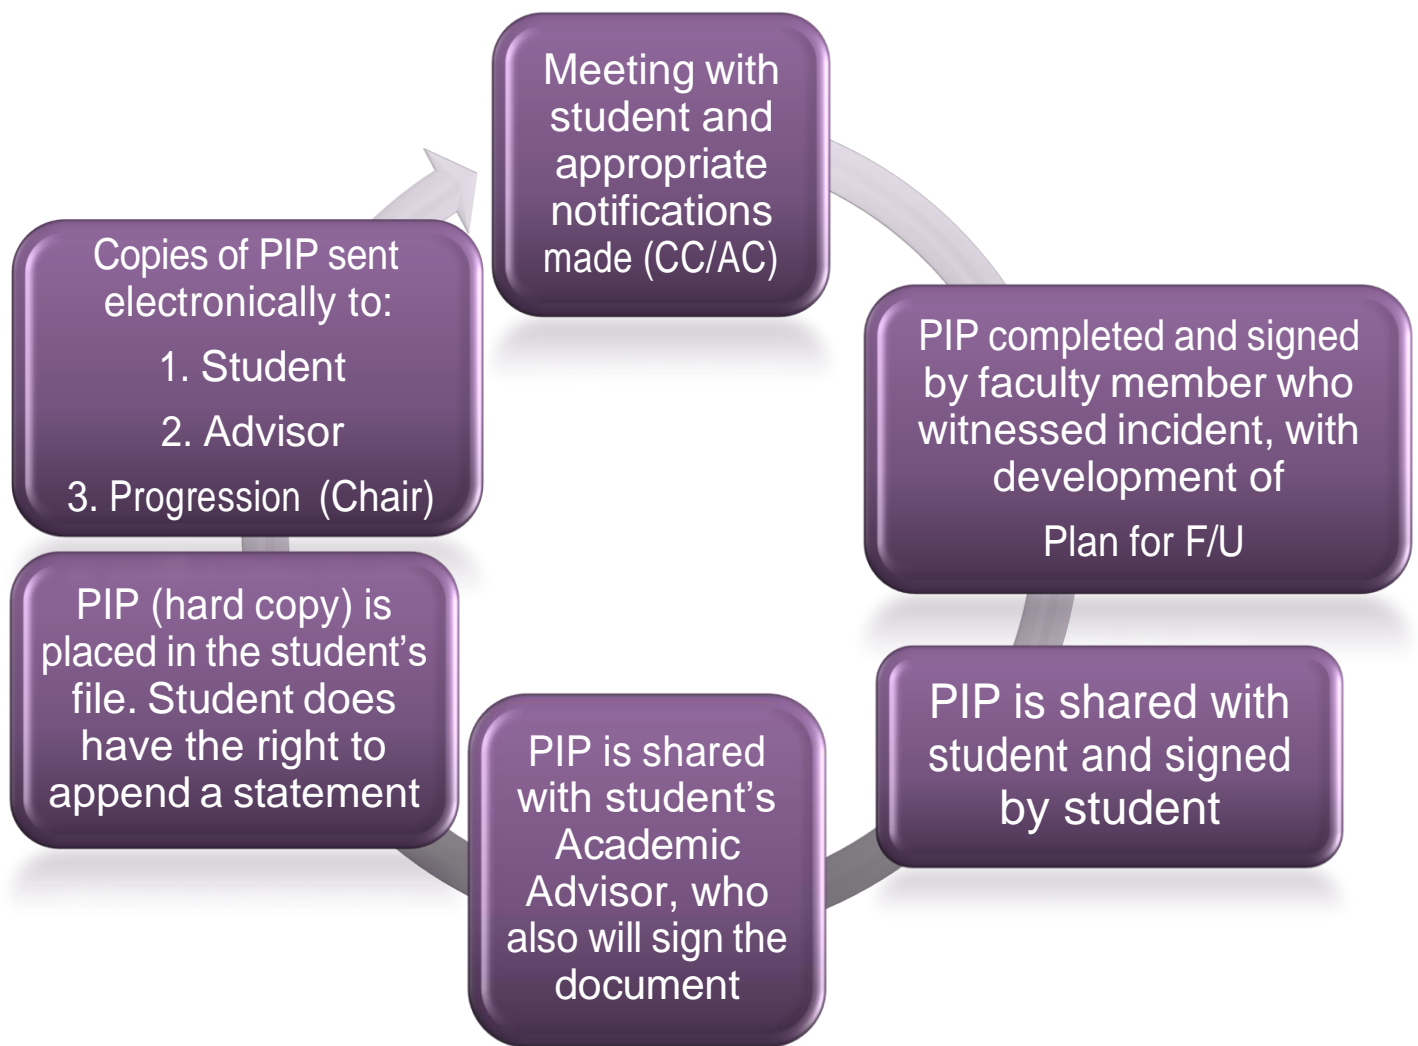 Meeting with
student and
appropriate
notifications
made (CC/AC)
PIP completed and signed
by faculty member who
witnessed incident, with
development of
Plan for F/U
PIP is shared with
student and signed
by student
PIP is shared
with student’s
Academic
Advisor, who
also will sign the
document
PIP (hard copy) is
placed in the student’s
file. Student does
have the right to
append a statement
Copies of PIP sent
electronically to:
1. Student
2. Advisor
3. Progression (Chair)